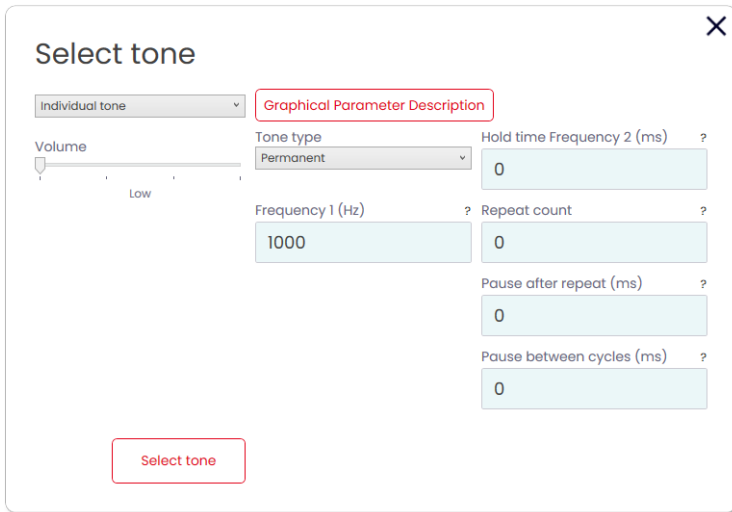 Select tone
Individual tone
Graphical Parameter Description
Volume
Low
Tone type
Permanent
Hold time Frequency 2 (ms) ?
0
Frequency 1 (Hz) ?
1000
Repeat count ?
0
Pause after repeat (ms) ?
0
Pause between cycles (ms) ?
0
Select tone